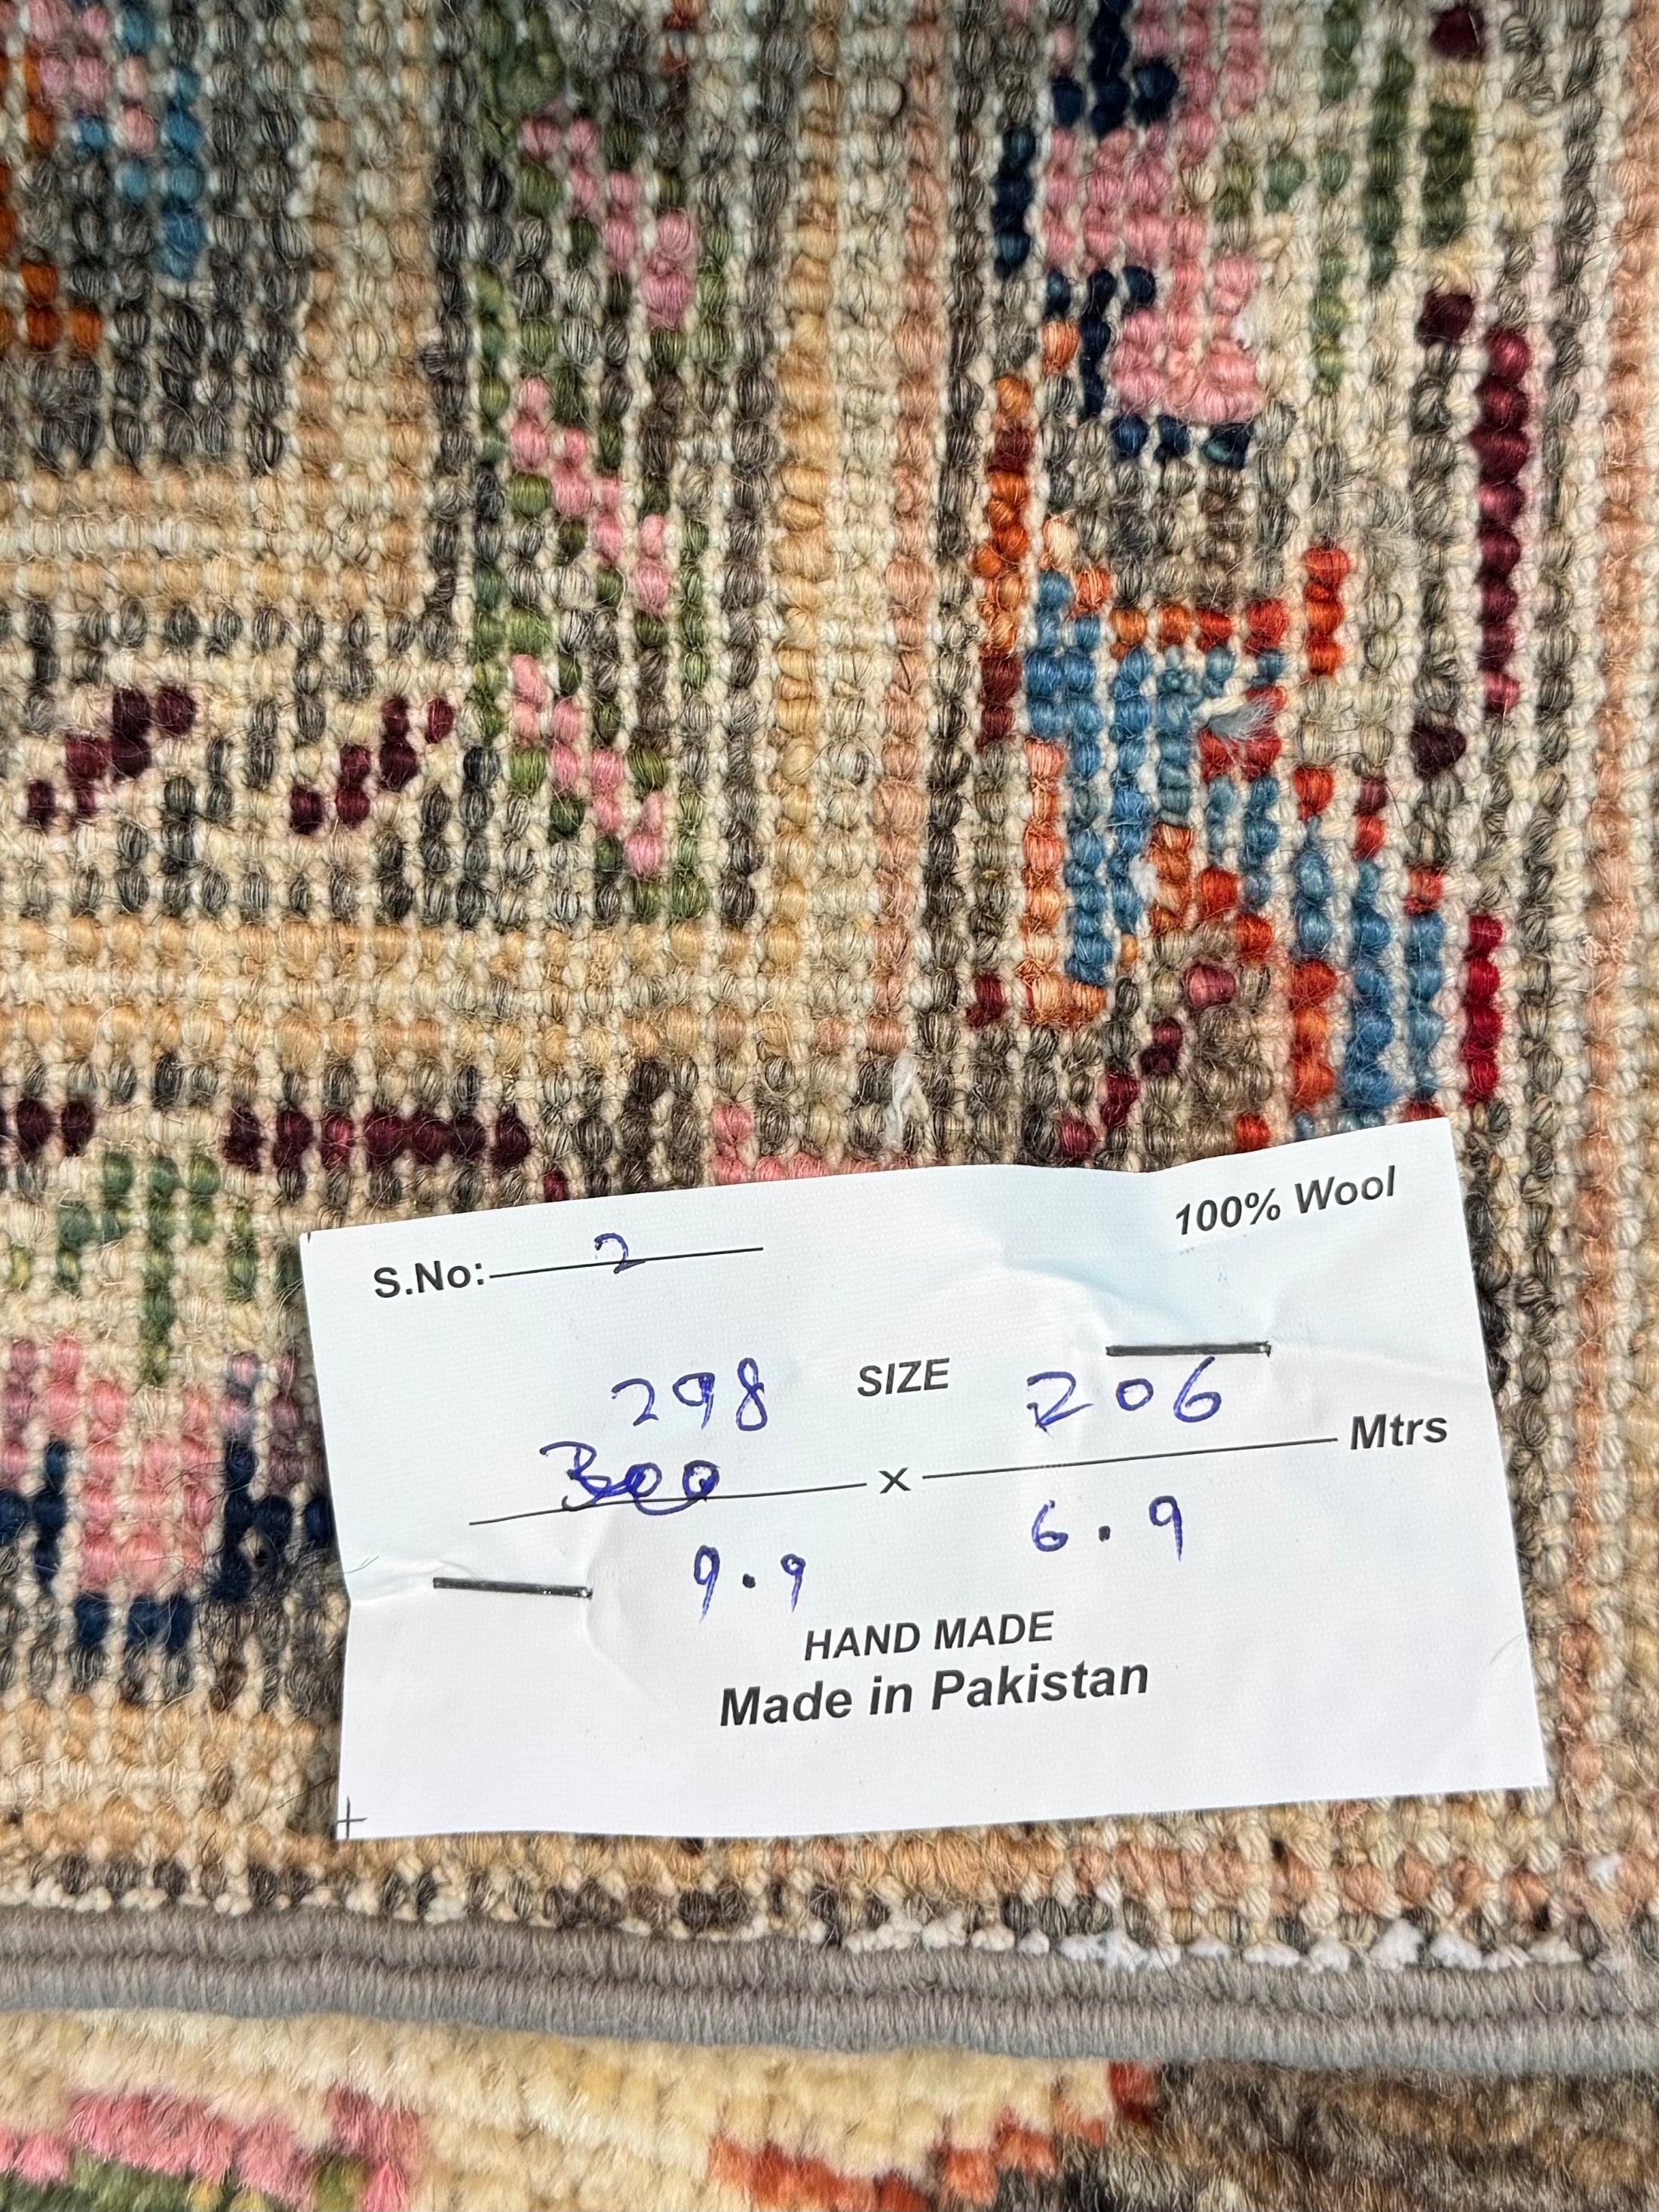 S.No: 2
100% Wool
298 SIZE 206
300 x Mtrs
9.9 6.9
HAND MADE
Made in Pakistan